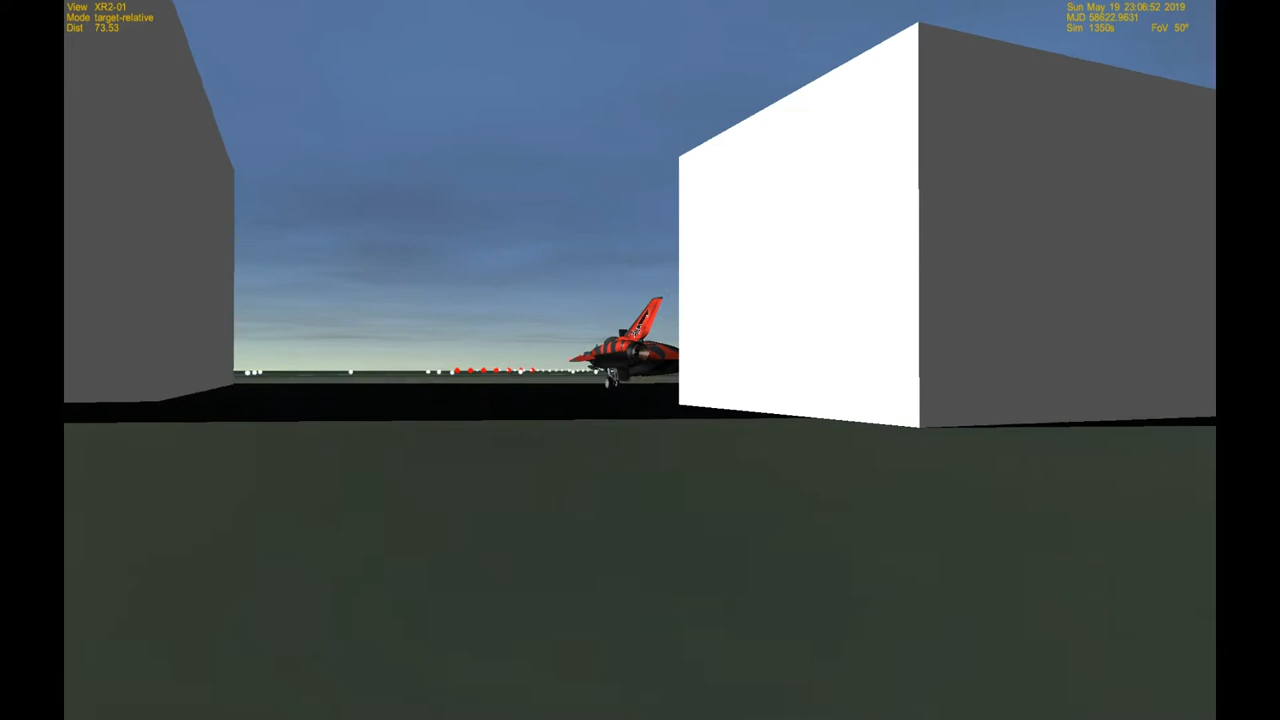 View XR2-01
Mode target-relative
Dist 73.53
Sun May 19 23:06:52 2019
MJD 58622.9631
Sim 1350s FoV 50°